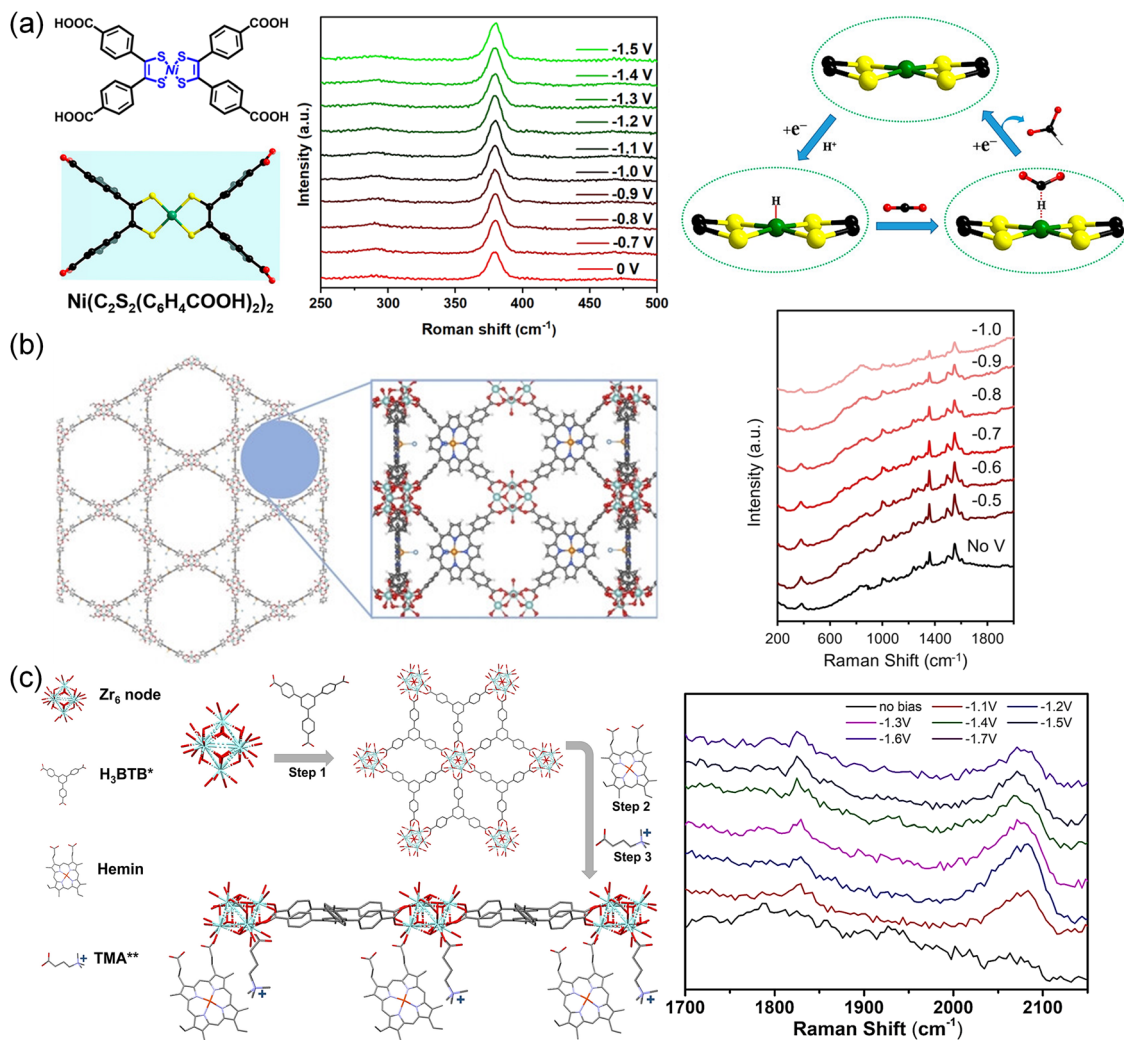 (a)
HOOC
COOH
S
S
Ni
S
S
HOOC
COOH
Ni(C₂S₂(C₆H₄COOH)₂)₂
Intensity (a.u.)
-1.5 V
-1.4 V
-1.3 V
-1.2 V
-1.1 V
-1.0 V
-0.9 V
-0.8 V
-0.7 V
0 V
250 300 350 400 450 500
Roman shift (cm⁻¹)
+e⁻
H⁺
+e⁻
H
H
(b)
Intensity (a.u.)
-1.0
-0.9
-0.8
-0.7
-0.6
-0.5
No V
200 600 1000 1400 1800
Raman Shift (cm⁻¹)
(c)
Zr₆ node
H₃BTB*
Hemin
TMA**
+
Step 1
Step 2
+
Step 3
+
+
+
no bias -1.1V -1.2V
-1.3V -1.4V -1.5V
-1.6V -1.7V
1700 1800 1900 2000 2100
Raman Shift (cm⁻¹)